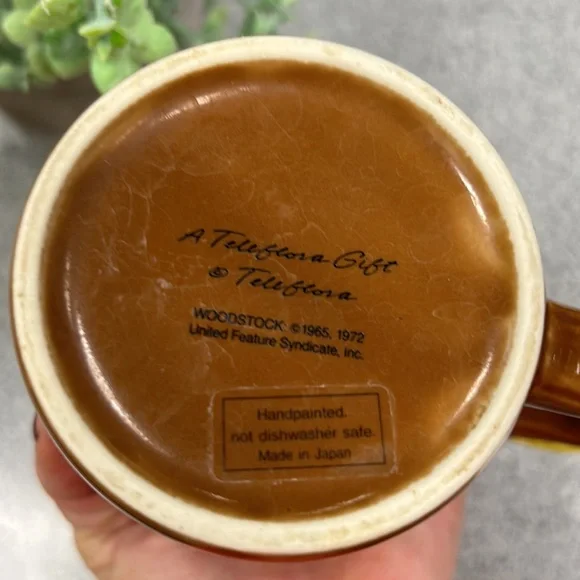 A Teleflora Gift
© Teleflora
WOODSTOCK: ©1965, 1972
United Feature Syndicate, Inc.
Handpainted.
not dishwasher safe.
Made in Japan